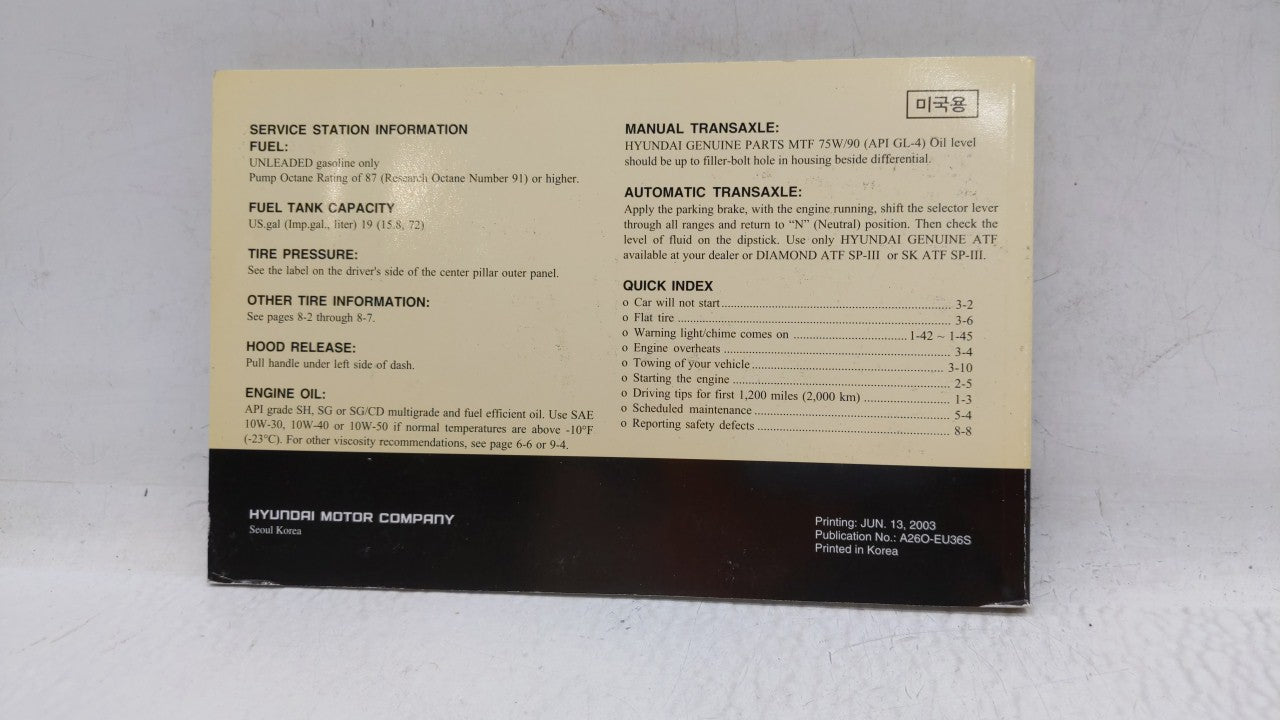 SERVICE STATION INFORMATION
FUEL:
UNLEADED gasoline only
Pump Octane Rating of 87 (Research Octane Number 91) or higher.
FUEL TANK CAPACITY
US.gal (Imp.gal., liter) 19 (15.8, 72)
TIRE PRESSURE:
See the label on the driver's side of the center pillar outer panel.
OTHER TIRE INFORMATION:
See pages 8-2 through 8-7.
HOOD RELEASE:
Pull handle under left side of dash.
ENGINE OIL:
API grade SH, SG or SG/CD multigrade and fuel efficient oil. Use SAE
10W-30, 10W-40 or 10W-50 if normal temperatures are above -10°F
(-23°C). For other viscosity recommendations, see page 6-6 or 9-4.
미국용
MANUAL TRANSAXLE:
HYUNDAI GENUINE PARTS MTF 75W/90 (API GL-4) Oil level
should be up to filler-bolt hole in housing beside differential.
AUTOMATIC TRANSAXLE:
Apply the parking brake, with the engine running, shift the selector lever
through all ranges and return to “N” (Neutral) position. Then check the
level of fluid on the dipstick. Use only HYUNDAI GENUINE ATF
available at your dealer or DIAMOND ATF SP-III or SK ATF SP-III.
QUICK INDEX
o Car will not start........................ 3-2
o Flat tire ........................ 3-6
o Warning light/chime comes on ........................ 1-42 ~ 1-45
o Engine overheats ........................ 3-4
o Towing of your vehicle ........................ 3-10
o Starting the engine ........................ 2-5
o Driving tips for first 1,200 miles (2,000 km) ........................ 1-3
o Scheduled maintenance ........................ 5-4
o Reporting safety defects ........................ 8-8
HYUNDAI MOTOR COMPANY
Seoul Korea
Printing: JUN. 13, 2003
Publication No.: A26O-EU36S
Printed in Korea